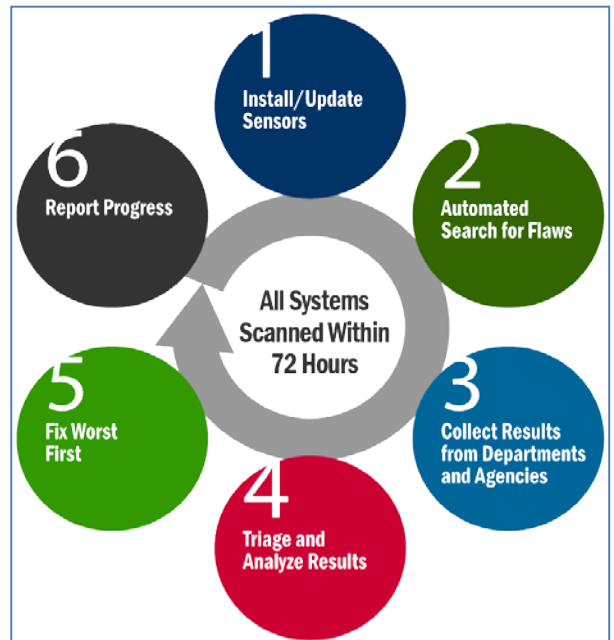 1
Install/Update
Sensors
2
Automated
Search for Flaws
3
Collect Results
from Departments
and Agencies
4
Triage and
Analyze Results
5
Fix Worst
First
6
Report Progress
All Systems
Scanned Within
72 Hours